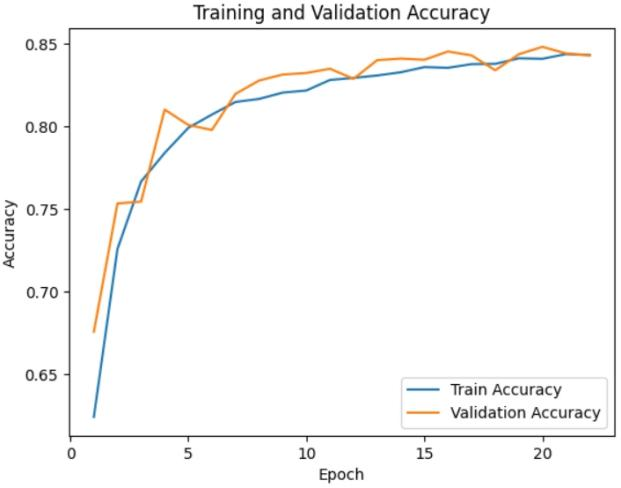 Training and Validation Accuracy
0.85
0.80
0.75
0.70
0.65
Accuracy
Train Accuracy
Validation Accuracy
0
5
10
15
20
Epoch